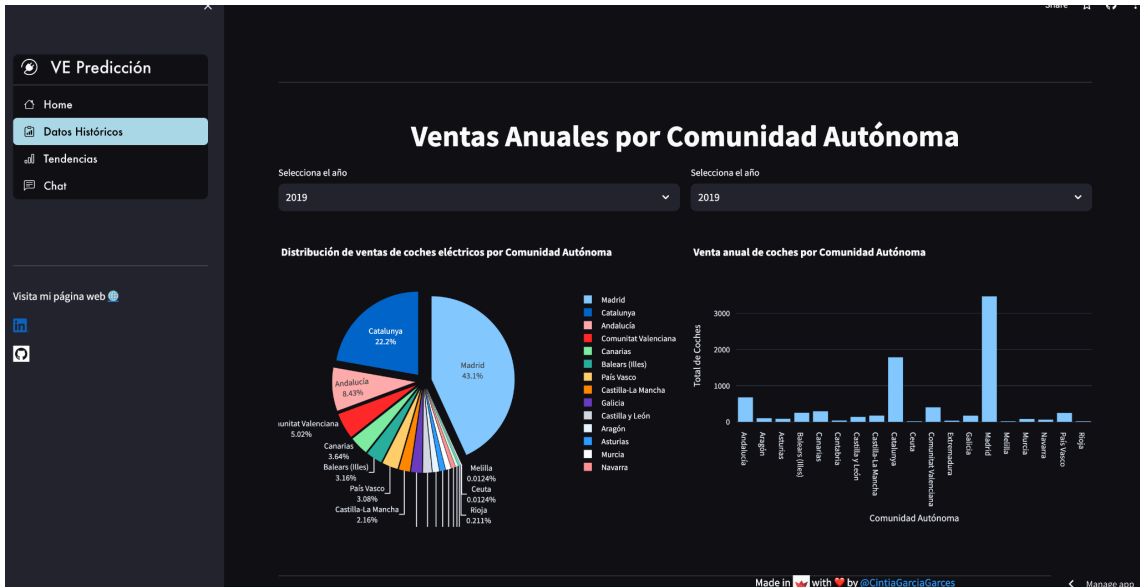 Share
VE Predicción
Home
Datos Históricos
Tendencias
Chat
Visita mi página web
in
Ventas Anuales por Comunidad Autónoma
Selecciona el año
2019
Selecciona el año
2019
Distribución de ventas de coches eléctricos por Comunidad Autónoma
Catalunya
22.2%
Madrid
43.1%
Andalucía
8.43%
unitat Valenciana
5.02%
Canarias
3.64%
Balears (Illes)
3.16%
País Vasco
3.08%
Castilla-La Mancha
2.16%
Melilla
0.0124%
Ceuta
0.0124%
Rioja
0.211%
Madrid
Catalunya
Andalucía
Comunitat Valenciana
Canarias
Balears (Illes)
País Vasco
Castilla-La Mancha
Galicia
Castilla y León
Aragón
Asturias
Murcia
Navarra
Venta anual de coches por Comunidad Autónoma
Total de Coches
3000
2000
1000
0
Andalucía
Aragón
Asturias
Balears (Illes)
Canarias
Cantabria
Castilla y León
Castilla-La Mancha
Catalunya
Ceuta
Comunitat Valenciana
Extremadura
Galicia
Madrid
Melilla
Murcia
Navarra
País Vasco
Rioja
Comunidad Autónoma
Made in with by @CintiaGarciaGarces
Manage app